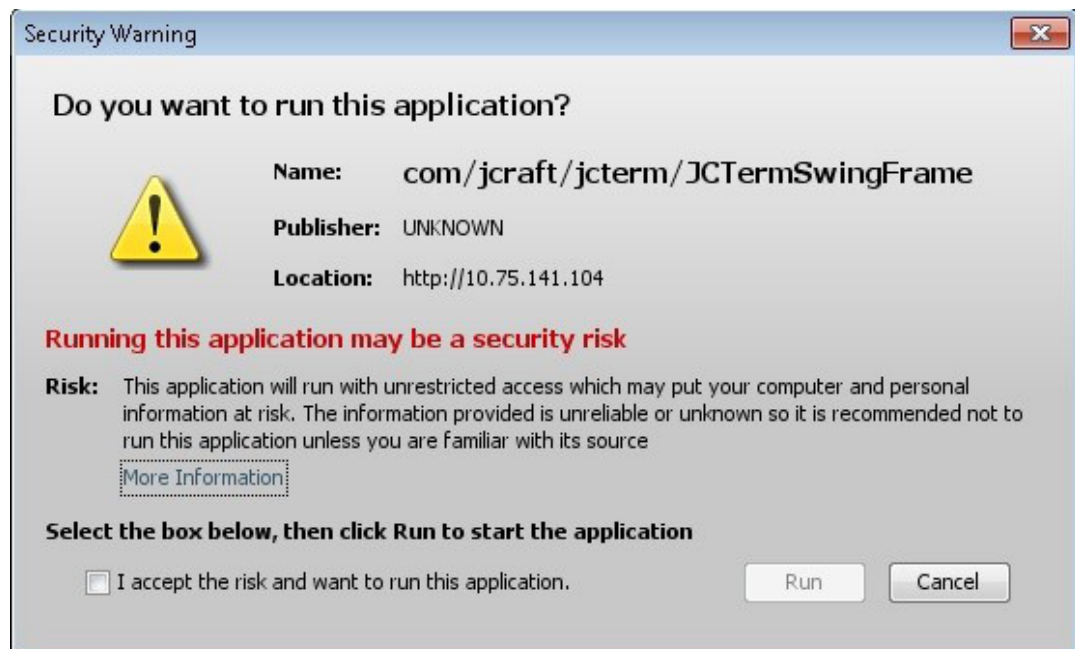 Security Warning
Do you want to run this application?
Name: com/jcraft/jcterm/JCTermSwingFrame
Publisher: UNKNOWN
Location: http://10.75.141.104
Running this application may be a security risk
Risk: This application will run with unrestricted access which may put your computer and personal
information at risk. The information provided is unreliable or unknown so it is recommended not to
run this application unless you are familiar with its source
More Information
Select the box below, then click Run to start the application
I accept the risk and want to run this application. Run Cancel